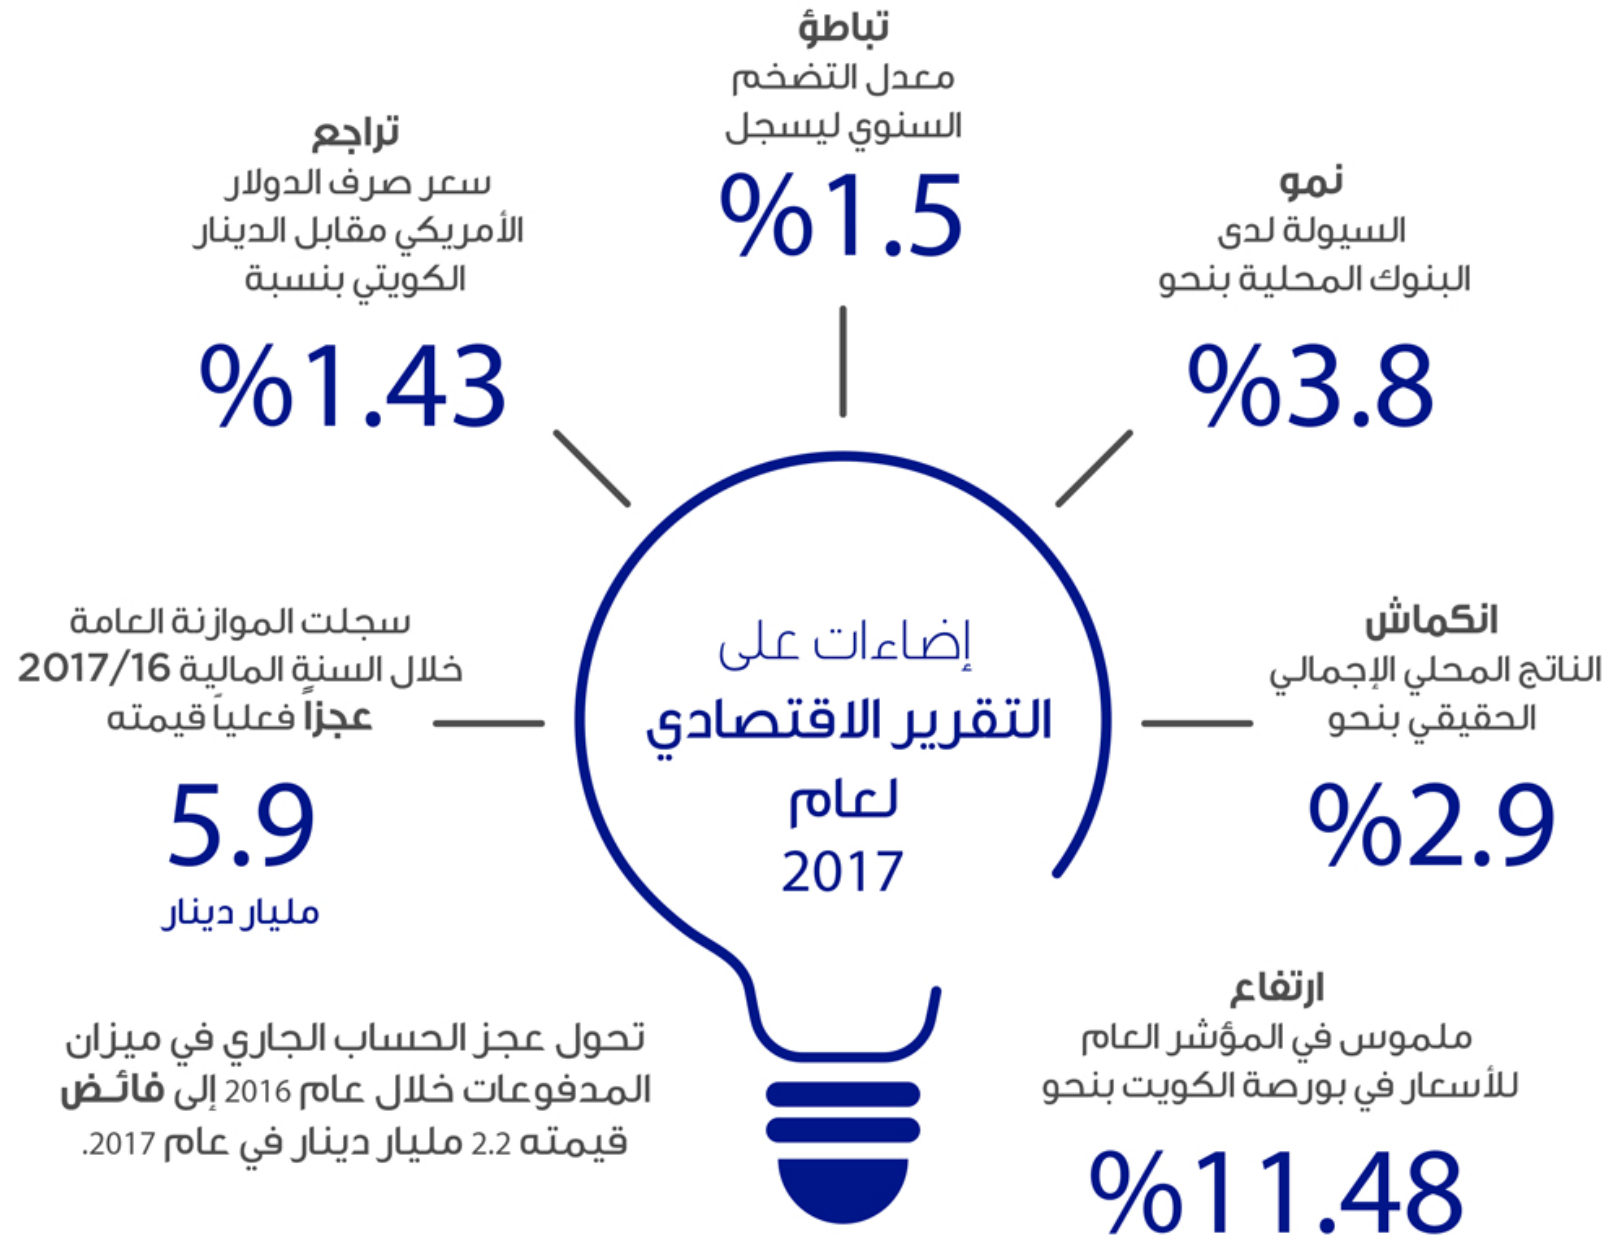 تباطؤ
معدل التضخم
السنوي ليسجل
%1.5
نمو
السيولة لدى
البنوك المحلية بنحو
%3.8
انكماش
الناتج المحلي الإجمالي
الحقيقي بنحو
%2.9
ارتفاع
ملموس في المؤشر العام
للأسعار في بورصة الكويت بنحو
%11.48
إضاءات على
التقرير الاقتصادي
لعام
2017
تراجع
سعر صرف الدولار
الأمريكي مقابل الدينار
الكويتي بنسبة
%1.43
سجلت الموازنة العامة
خلال السنة المالية 2017/16
عجزاً فعلياً قيمته
5.9
مليار دينار
تحول عجز الحساب الجاري في ميزان
المدفوعات خلال عام 2016 إلى فائض
قيمته 2.2 مليار دينار في عام 2017.